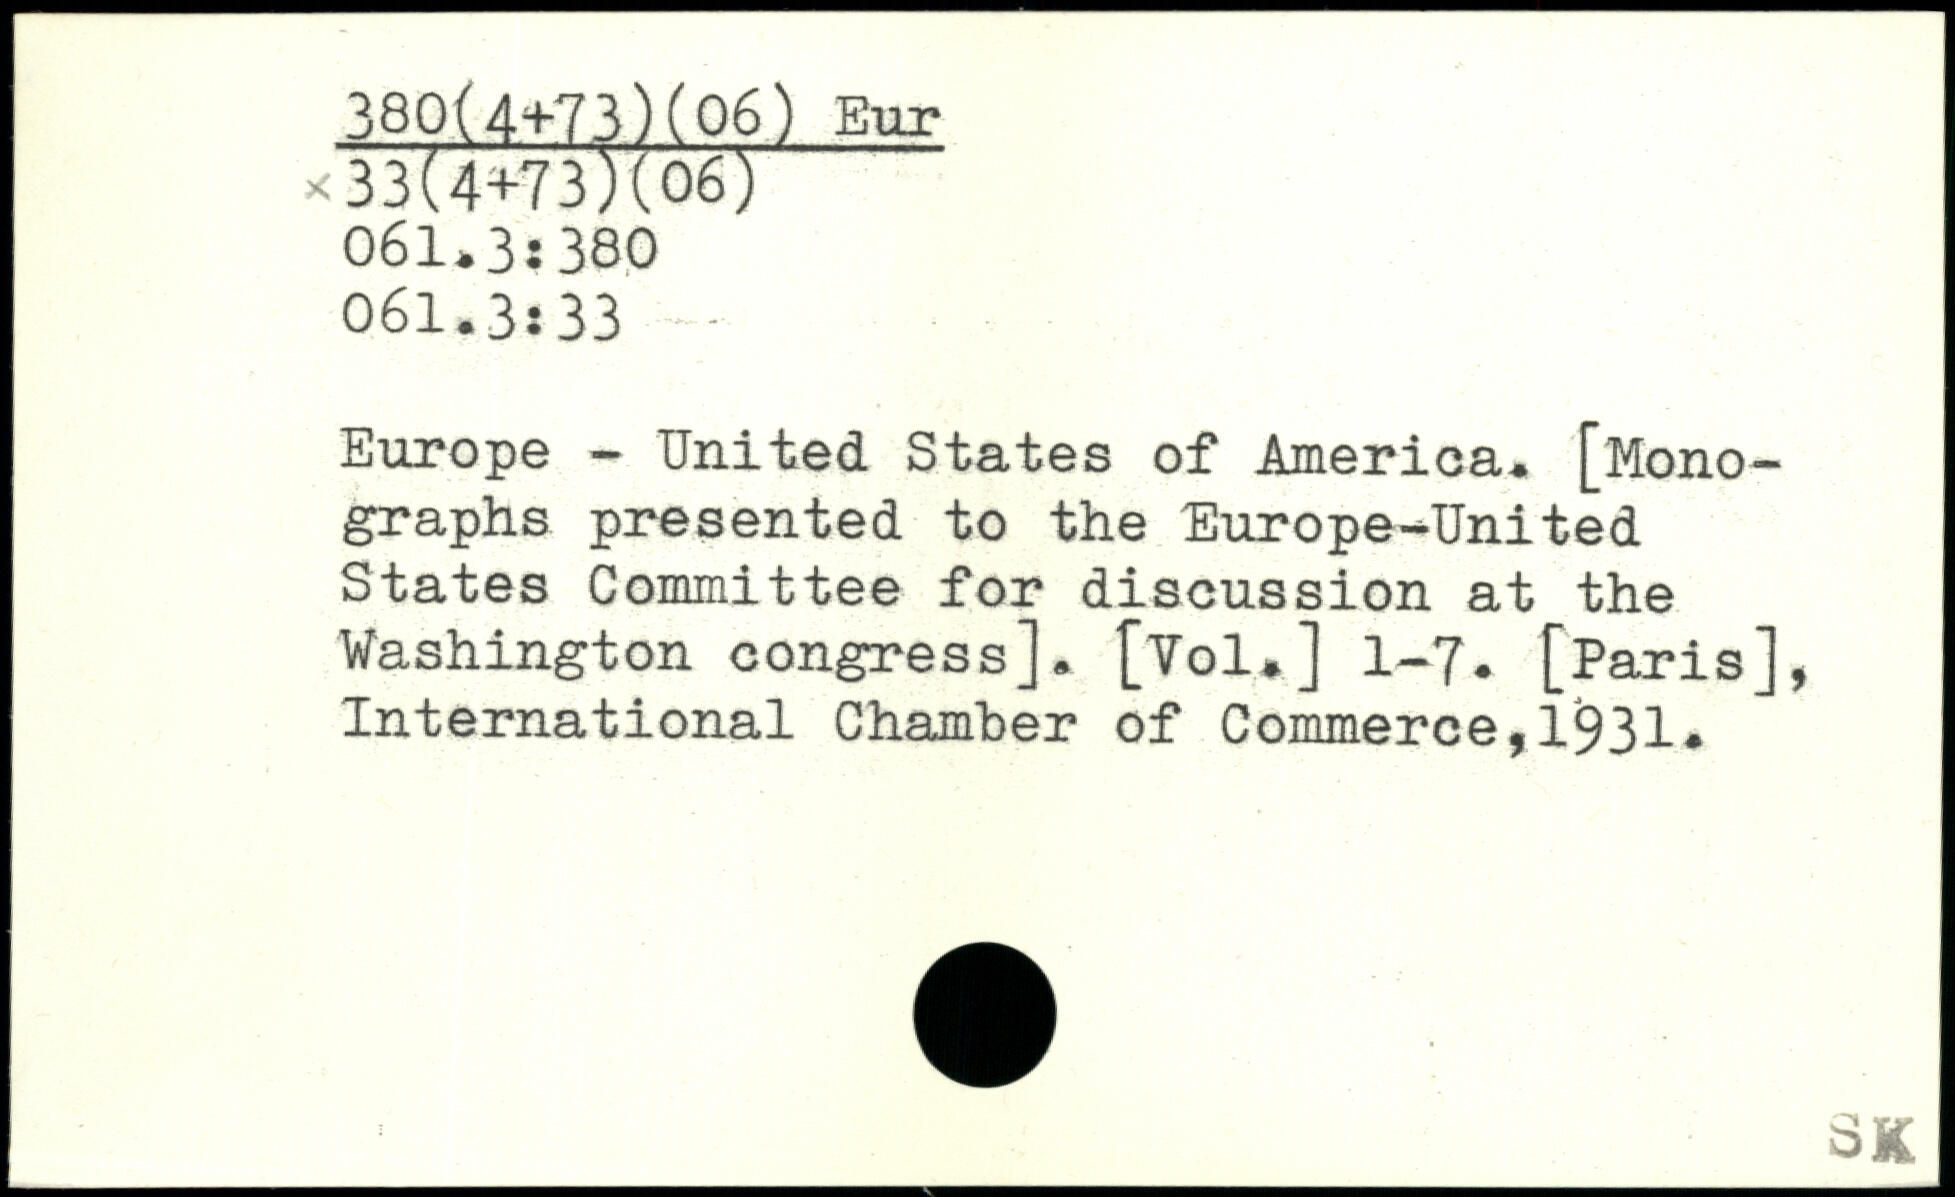 380(4+73)(06) Eur
×33(4+73)(06)
061.3:380
061.3:33
Europe - United States of America. [Mono-
graphs presented to the Europe-United
States Committee for discussion at the
Washington congress]. [Vol.] 1-7. [Paris],
International Chamber of Commerce,1931.
SK